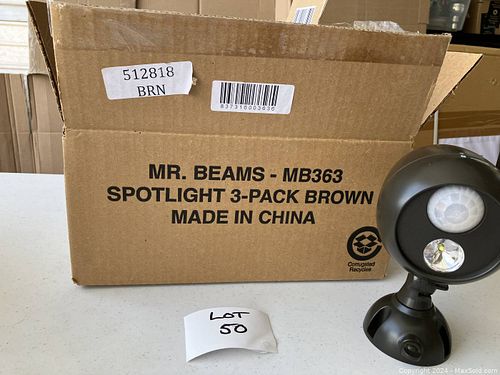 512818
BRN
837316003636
MR. BEAMS - MB363
SPOTLIGHT 3-PACK BROWN
MADE IN CHINA
Corrugated
Recycles
LOT
50
Copyright 2024 - MaxSold.com